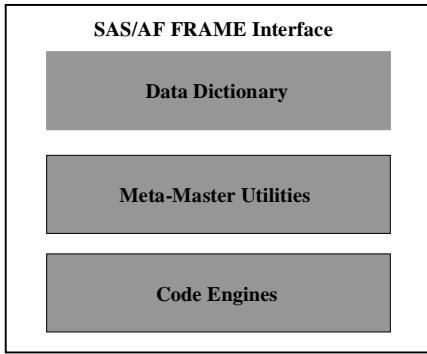 SAS/AF FRAME Interface
Data Dictionary
Meta-Master Utilities
Code Engines